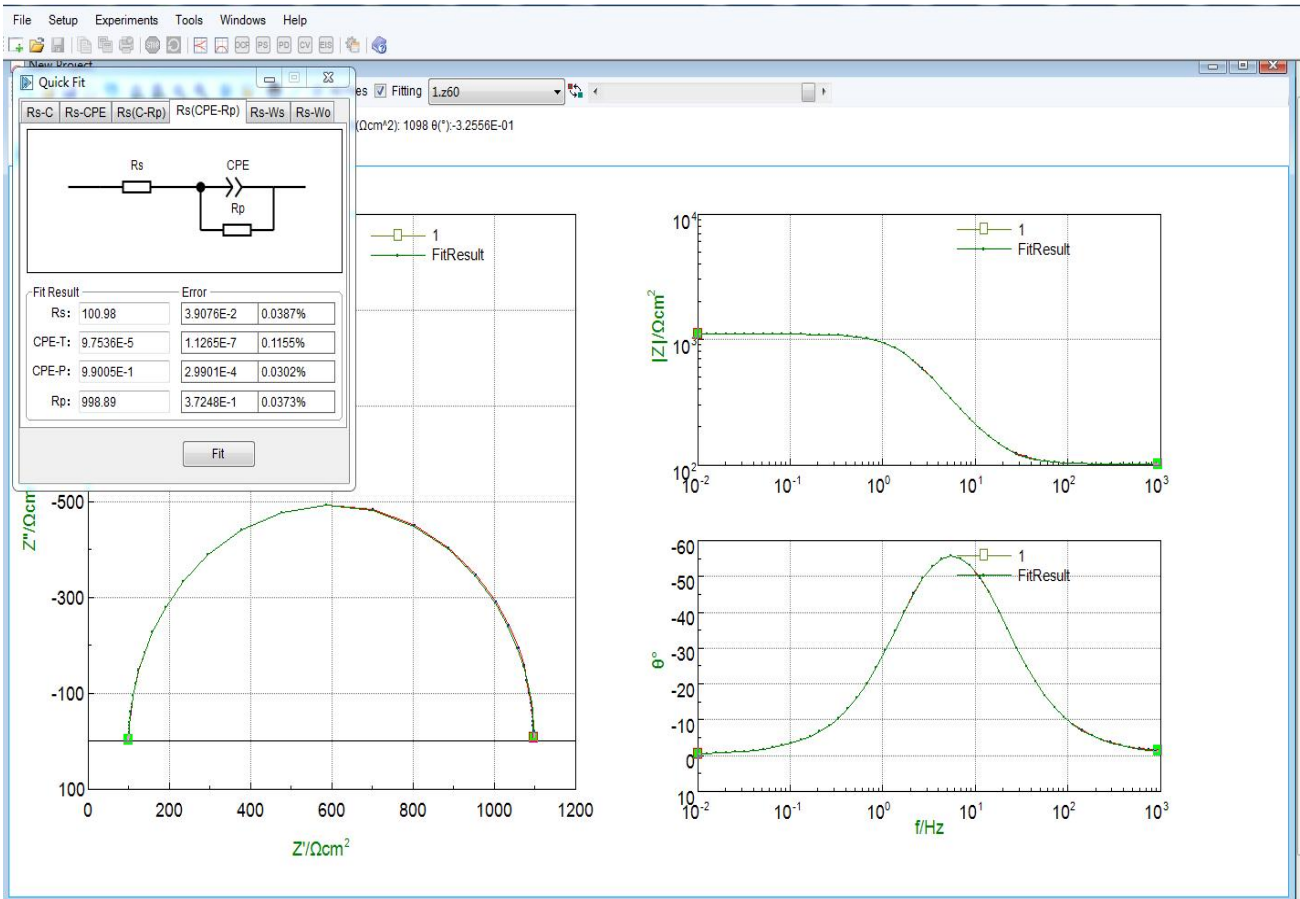 File Setup Experiments Tools Windows Help
OCP PS PD CV EIS
New Project
Quick Fit
es Fitting 1.z60
Rs-C Rs-CPE Rs(C-Rp) Rs(CPE-Rp) Rs-Ws Rs-Wo
(Ωcm^2): 1098 θ(°):-3.2556E-01
Rs CPE
Rp
Fit Result Error
Rs: 100.98 3.9076E-2 0.0387%
CPE-T: 9.7536E-5 1.1265E-7 0.1155%
CPE-P: 9.9005E-1 2.9901E-4 0.0302%
Rp: 998.89 3.7248E-1 0.0373%
Fit
1
FitResult
Z''/Ωcm
-500
-300
-100
100
0 200 400 600 800 1000 1200
Z'/Ωcm²
1
FitResult
|Z|/Ωcm²
10⁴
10³
10²
10⁻² 10⁻¹ 10⁰ 10¹ 10² 10³
1
FitResult
θ°
-60
-50
-40
-30
-20
-10
0
10
10⁻² 10⁻¹ 10⁰ 10¹ 10² 10³
f/Hz